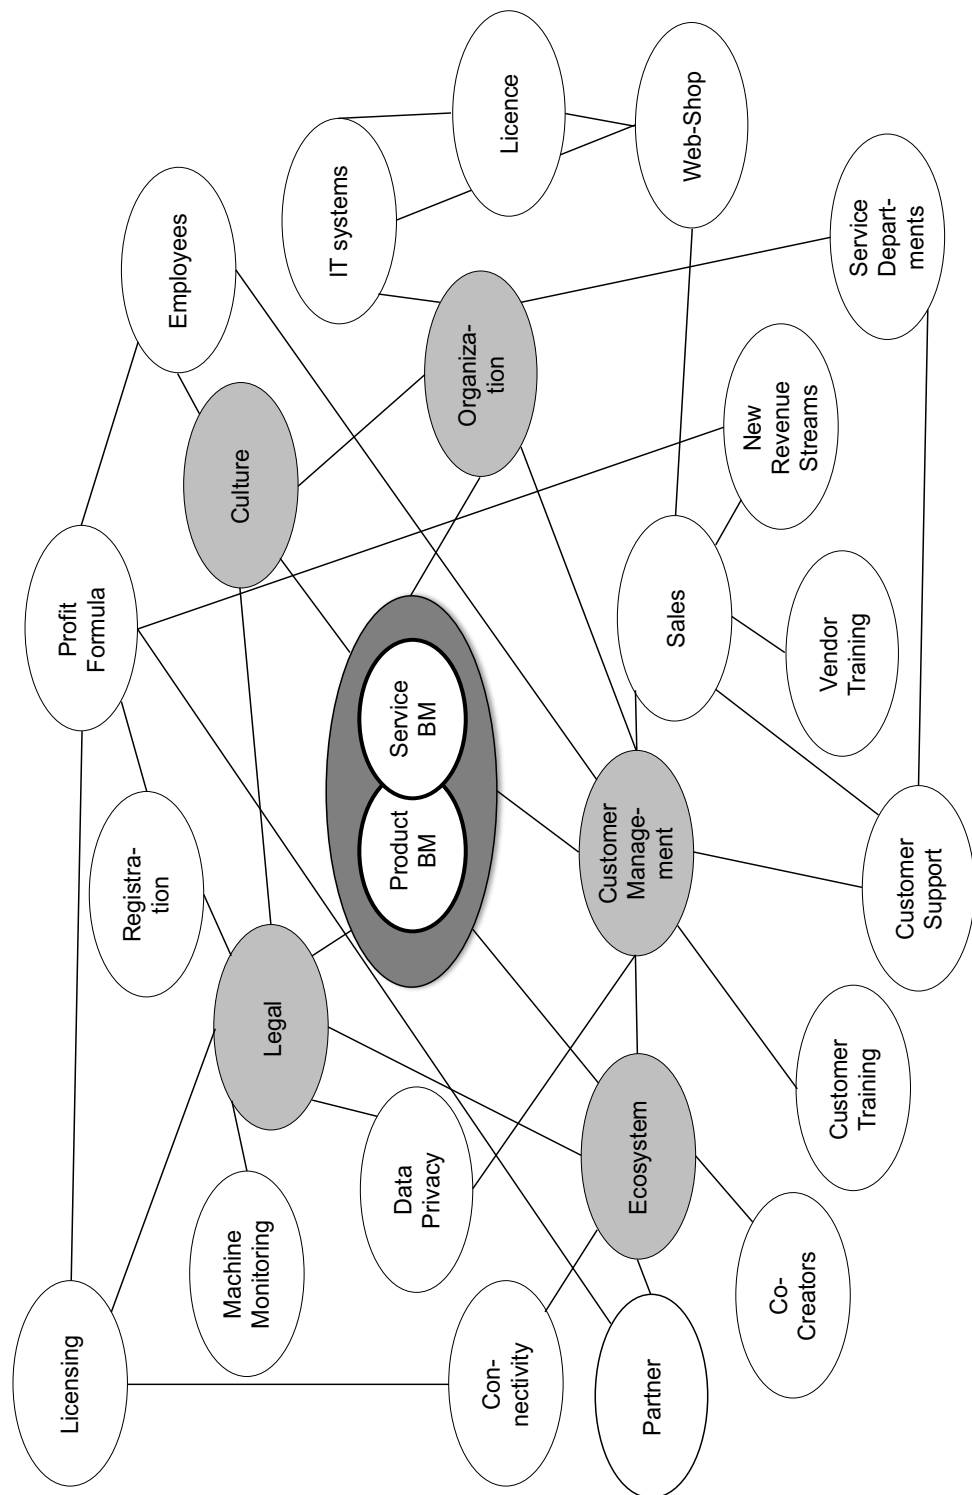 Licensing
Profit
Formula
Employees
Registra-
tion
Culture
Machine
Monitoring
Legal
IT systems
Data
Privacy
Product
BM
Service
BM
Organiza-
tion
Licence
Con-
nectivity
Ecosystem
Customer
Manage-
ment
Sales
Web-Shop
Partner
Co-
Creators
Customer
Training
Vendor
Training
New
Revenue
Streams
Customer
Support
Service
Depart-
ments